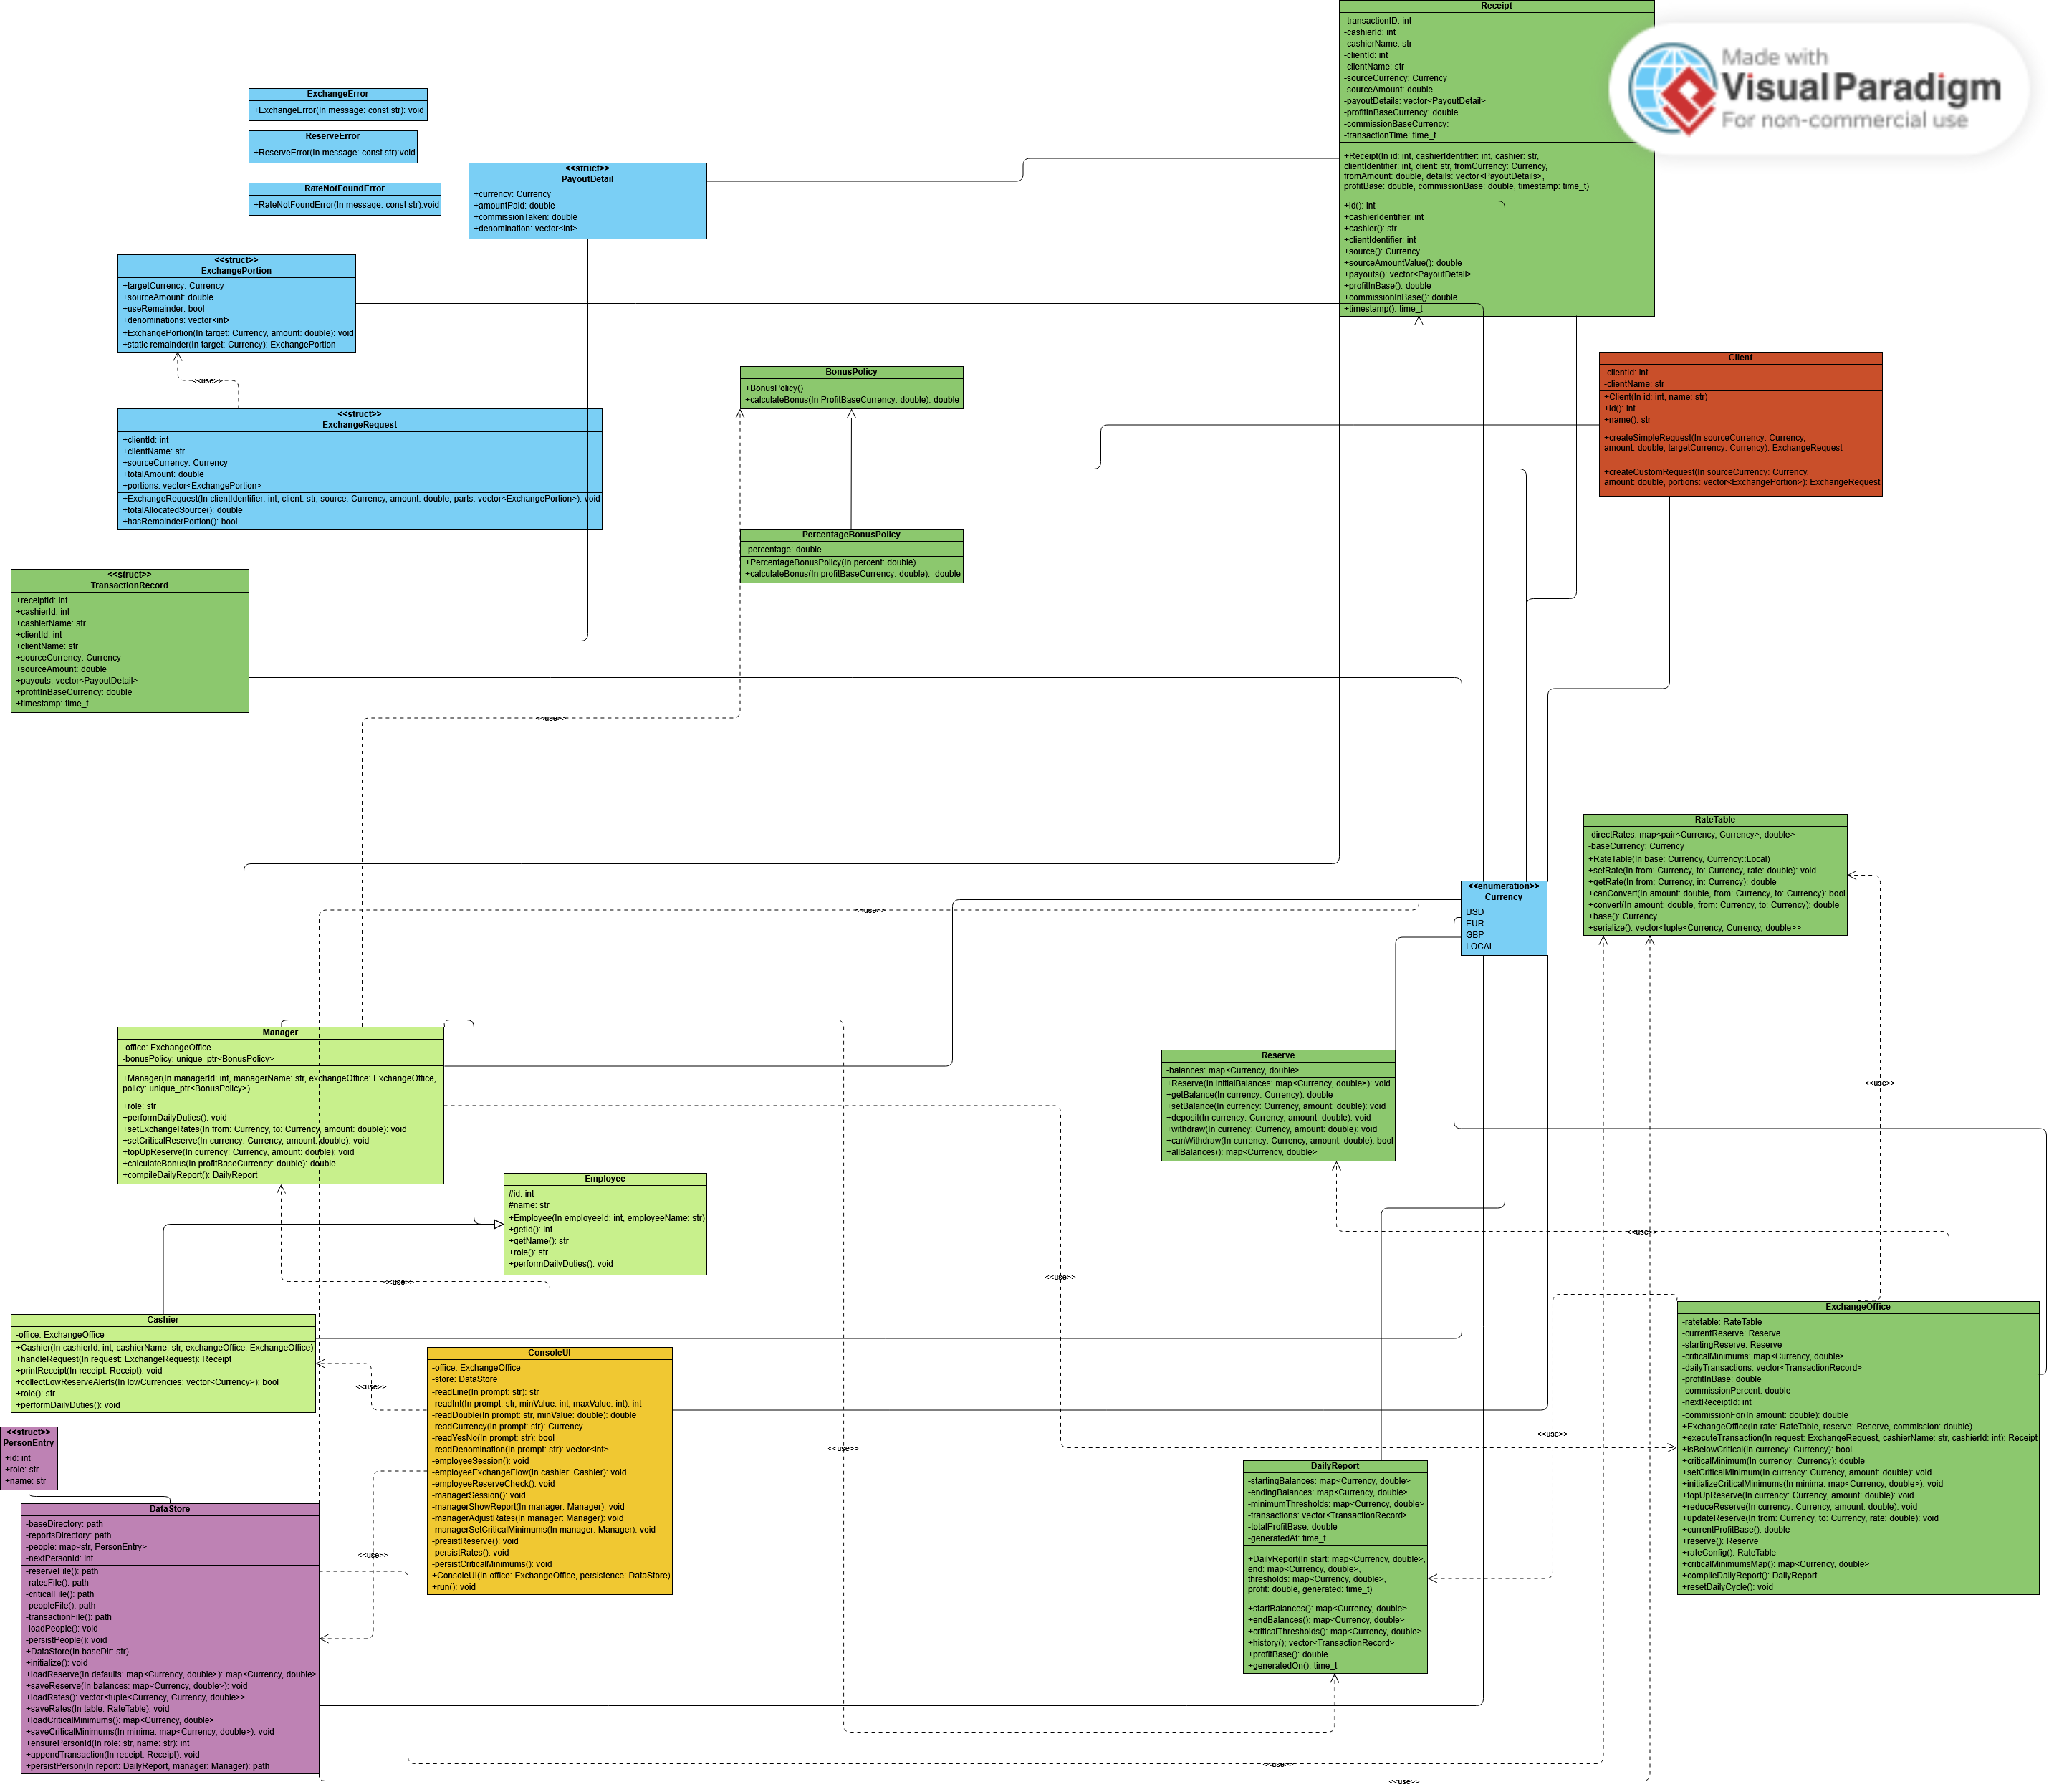 Receipt
-transactionID: int
-cashierId: int
-cashierName: str
-clientId: int
-clientName: str
-sourceCurrency: Currency
-sourceAmount: double
-payoutDetails: vector<PayoutDetail>
-profitInBaseCurrency: double
-commissionBaseCurrency:
-transactionTime: time_t
+Receipt(In id: int, cashierIdentifier: int, cashier: str,
clientIdentifier: int, client: str, fromCurrency: Currency,
fromAmount: double, details: vector<PayoutDetails>,
profitBase: double, commissionBase: double, timestamp: time_t)
+id(): int
+cashierIdentifier: int
+cashier(): str
+clientIdentifier: int
+source(): Currency
+sourceAmountValue(): double
+payouts(): vector<PayoutDetail>
+profitInBase(): double
+commissionInBase(): double
+timestamp(): time_t
Made with
Visual Paradigm
For non-commercial use
ExchangeError
+ExchangeError(In message: const str): void
ReserveError
+ReserveError(In message: const str):void
RateNotFoundError
+RateNotFoundError(In message: const str):void
<<struct>>
PayoutDetail
+currency: Currency
+amountPaid: double
+commissionTaken: double
+denomination: vector<int>
<<struct>>
ExchangePortion
+targetCurrency: Currency
+sourceAmount: double
+useRemainder: bool
+denominations: vector<int>
+ExchangePortion(In target: Currency, amount: double): void
+static remainder(In target: Currency): ExchangePortion
<<use>>
<<struct>>
ExchangeRequest
+clientId: int
+clientName: str
+sourceCurrency: Currency
+totalAmount: double
+portions: vector<ExchangePortion>
+ExchangeRequest(In clientIdentifier: int, client: str, source: Currency, amount: double, parts: vector<ExchangePortion>): void
+totalAllocatedSource(): double
+hasRemainderPortion(): bool
BonusPolicy
+BonusPolicy()
+calculateBonus(In ProfitBaseCurrency: double): double
PercentageBonusPolicy
-percentage: double
+PercentageBonusPolicy(In percent: double)
+calculateBonus(In profitBaseCurrency: double):  double
Client
-clientId: int
-clientName: str
+Client(In id: int, name: str)
+id(): int
+name(): str
+createSimpleRequest(In sourceCurrency: Currency,
amount: double, targetCurrency: Currency): ExchangeRequest
+createCustomRequest(In sourceCurrency: Currency,
amount: double, portions: vector<ExchangePortion>): ExchangeRequest
<<struct>>
TransactionRecord
+receiptId: int
+cashierId: int
+cashierName: str
+clientId: int
+clientName: str
+sourceCurrency: Currency
+sourceAmount: double
+payouts: vector<PayoutDetail>
+profitInBaseCurrency: double
+timestamp: time_t
<<use>>
RateTable
-directRates: map<pair<Currency, Currency>, double>
-baseCurrency: Currency
+RateTable(In base: Currency, Currency::Local)
+setRate(In from: Currency, to: Currency, rate: double): void
+getRate(In from: Currency, in: Currency): double
+canConvert(In amount: double, from: Currency, to: Currency): bool
+convert(In amount: double, from: Currency, to: Currency): double
+base(): Currency
+serialize(): vector<tuple<Currency, Currency, double>>
<<enumeration>>
Currency
USD
EUR
GBP
LOCAL
<<use>>
Manager
-office: ExchangeOffice
-bonusPolicy: unique_ptr<BonusPolicy>
+Manager(In managerId: int, managerName: str, exchangeOffice: ExchangeOffice,
policy: unique_ptr<BonusPolicy>)
+role: str
+performDailyDuties(): void
+setExchangeRates(In from: Currency, to: Currency, amount: double): void
+setCriticalReserve(In currency: Currency, amount: double): void
+topUpReserve(In currency: Currency, amount: double): void
+calculateBonus(In profitBaseCurrency: double): double
+compileDailyReport(): DailyReport
Reserve
-balances: map<Currency, double>
+Reserve(In initialBalances: map<Currency, double>): void
+getBalance(In currency: Currency): double
+setBalance(In currency: Currency, amount: double): void
+deposit(In currency: Currency, amount: double): void
+withdraw(In currency: Currency, amount: double): void
+canWithdraw(In currency: Currency, amount: double): bool
+allBalances(): map<Currency, double>
<<use>>
Employee
#id: int
#name: str
+Employee(In employeeId: int, employeeName: str)
+getId(): int
+getName(): str
+role(): str
+performDailyDuties(): void
<<use>>
<<use>>
<<use>>
Cashier
-office: ExchangeOffice
+Cashier(In cashierId: int, cashierName: str, exchangeOffice: ExchangeOffice)
+handleRequest(In request: ExchangeRequest): Receipt
+printReceipt(In receipt: Receipt): void
+collectLowReserveAlerts(In lowCurrencies: vector<Currency>): bool
+role(): str
+performDailyDuties(): void
<<use>>
ConsoleUI
-office: ExchangeOffice
-store: DataStore
-readLine(In prompt: str): str
-readInt(In prompt: str, minValue: int, maxValue: int): int
-readDouble(In prompt: str, minValue: double): double
-readCurrency(In prompt: str): Currency
-readYesNo(In prompt: str): bool
-readDenomination(In prompt: str): vector<int>
-employeeSession(): void
-employeeExchangeFlow(In cashier: Cashier): void
-employeeReserveCheck(): void
-managerSession(): void
-managerShowReport(In manager: Manager): void
-managerAdjustRates(In manager: Manager): void
-managerSetCriticalMinimums(In manager: Manager): void
-presistReserve(): void
-persistRates(): void
-persistCriticalMinimums(): void
+ConsoleUI(In office: ExchangeOffice, persistence: DataStore)
+run(): void
ExchangeOffice
-ratetable: RateTable
-currentReserve: Reserve
-startingReserve: Reserve
-criticalMinimums: map<Currency, double>
-dailyTransactions: vector<TransactionRecord>
-profitInBase: double
-commissionPercent: double
-nextReceiptId: int
-commissionFor(In amount: double): double
+ExchangeOffice(In rate: RateTable, reserve: Reserve, commission: double)
+executeTransaction(In request: ExchangeRequest, cashierName: str, cashierId: int): Receipt
+isBelowCritical(In currency: Currency): bool
+criticalMinimum(In currency: Currency): double
+setCriticalMinimum(In currency: Currency, amount: double): void
+initializeCriticalMinimums(In minima: map<Currency, double>): void
+topUpReserve(In currency: Currency, amount: double): void
+reduceReserve(In currency: Currency, amount: double): void
+updateReserve(In from: Currency, to: Currency, rate: double): void
+currentProfitBase(): double
+reserve(): Reserve
+rateConfig(): RateTable
+criticalMinimumsMap(): map<Currency, double>
+compileDailyReport(): DailyReport
+resetDailyCycle(): void
<<struct>>
PersonEntry
+id: int
+role: str
+name: str
<<use>>
<<use>>
DailyReport
-startingBalances: map<Currency, double>
-endingBalances: map<Currency, double>
-minimumThresholds: map<Currency, double>
-transactions: vector<TransactionRecord>
-totalProfitBase: double
-generatedAt: time_t
+DailyReport(In start: map<Currency, double>,
end: map<Currency, double>,
thresholds: map<Currency, double>,
profit: double, generated: time_t)
+startBalances(): map<Currency, double>
+endBalances(): map<Currency, double>
+criticalThresholds(): map<Currency, double>
+history(); vector<TransactionRecord>
+profitBase(): double
+generatedOn(): time_t
DataStore
-baseDirectory: path
-reportsDirectory: path
-people: map<str, PersonEntry>
-nextPersonId: int
-reserveFile(): path
-ratesFile(): path
-criticalFile(): path
-peopleFile(): path
-transactionFile(): path
-loadPeople(): void
-persistPeople(): void
+DataStore(In baseDir: str)
+initialize(): void
+loadReserve(In defaults: map<Currency, double>): map<Currency, double>
+saveReserve(In balances: map<Currency, double>): void
+loadRates(): vector<tuple<Currency, Currency, double>>
+saveRates(In table: RateTable): void
+loadCriticalMinimums(): map<Currency, double>
+saveCriticalMinimums(In minima: map<Currency, double>): void
+ensurePersonId(In role: str, name: str): int
+appendTransaction(In receipt: Receipt): void
+persistPerson(In report: DailyReport, manager: Manager): path
<<use>>
<<use>>
<<use>>